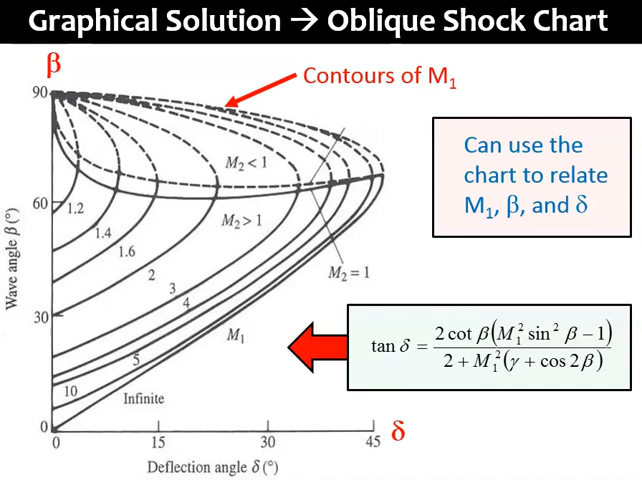 Graphical Solution → Oblique Shock Chart
β
Contours of M₁
90
60
30
0
Wave angle β (°)
M₂ < 1
M₂ > 1
M₂ = 1
1.2
1.4
1.6
2
3
4
M₁
5
10
Infinite
0
15
30
45
δ
Deflection angle δ (°)
Can use the
chart to relate
M₁, β, and δ
tan δ = 2 cot β(M₁² sin² β − 1) / 2 + M₁²(γ + cos 2β)